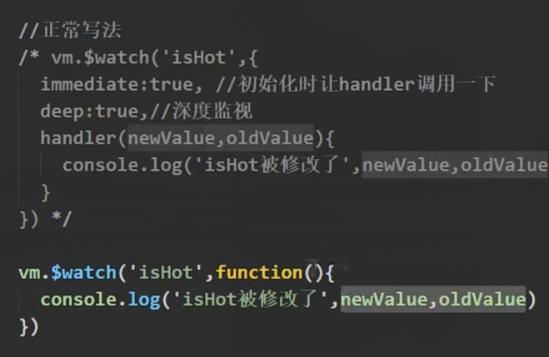 //正常写法
/* vm.$watch('isHot',{
immediate:true, //初始化时让handler调用一下
deep:true,//深度监视
handler(newValue,oldValue){
console.log('isHot被修改了',newValue,oldValue
}
}) */
vm.$watch('isHot',function(){
console.log('isHot被修改了',newValue,oldValue)
})